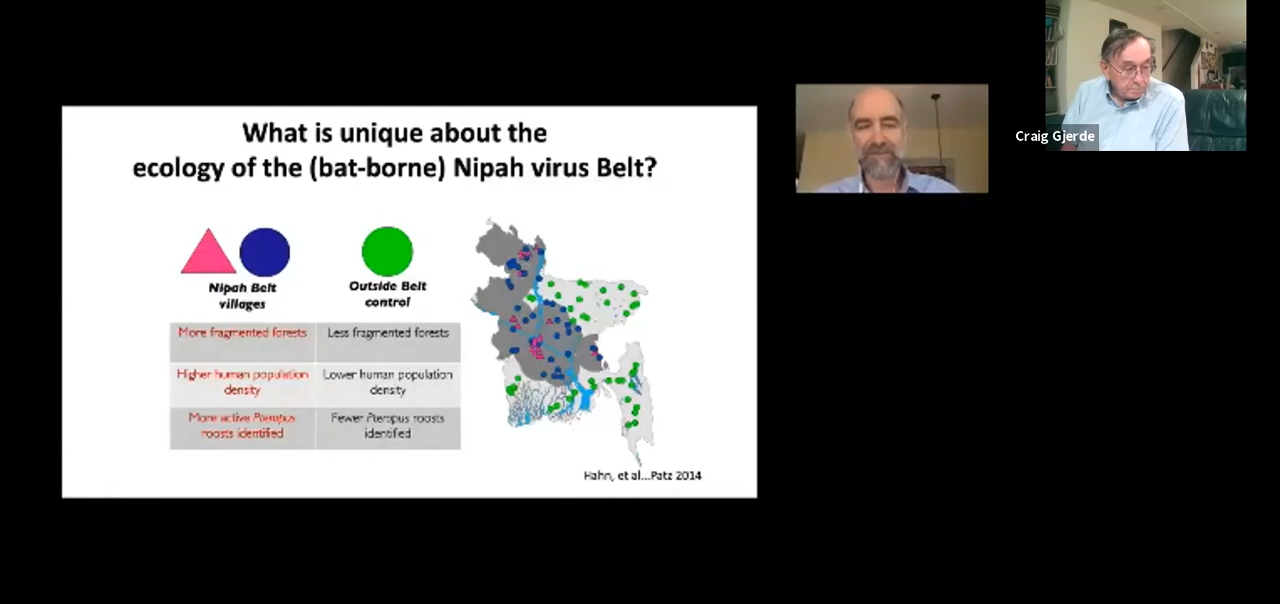 What is unique about the
ecology of the (bat-borne) Nipah virus Belt?
Nipah Belt
villages
Outside Belt
control
More fragmented forests
Less fragmented forests
Higher human population
density
Lower human population
density
More active Pteropus
roosts identified
Fewer Pteropus roosts
identified
Hahn, et al...Patz 2014
Craig Gjerde